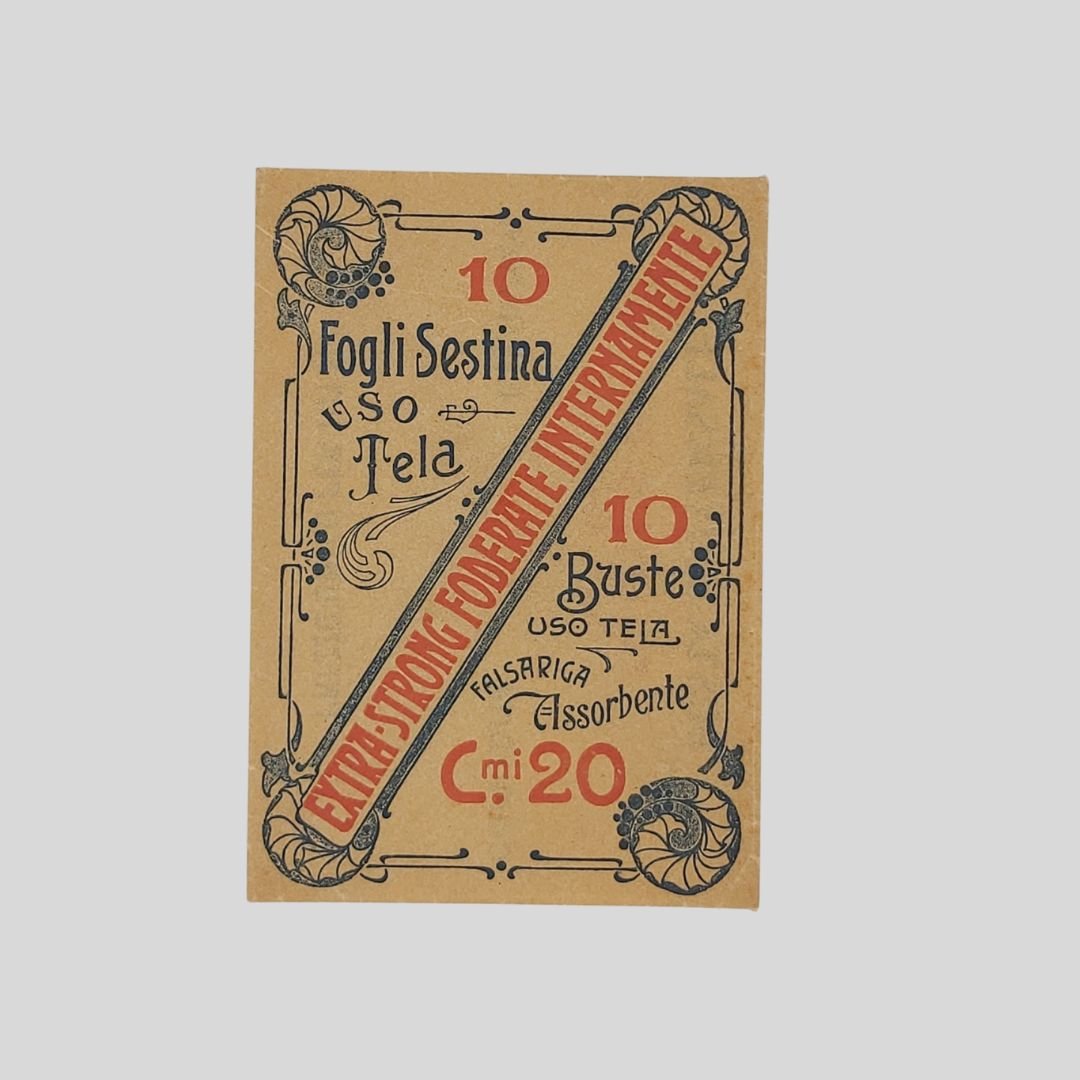 10
Fogli Sestina
USO
Tela
EXTRA-STRONG FODERATE INTERNAMENTE
10
Buste
USO TELA
FALSARIGA
Assorbente
C.mi 20